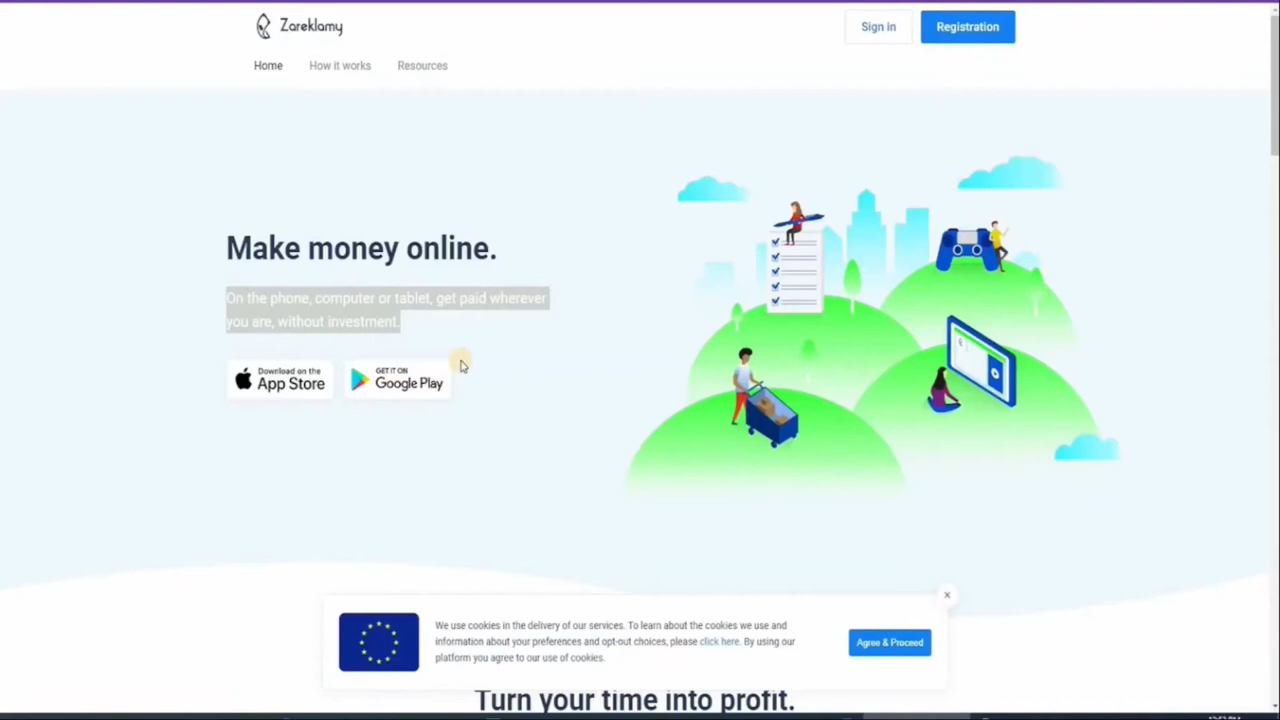 Zareklamy
Sign in
Registration
Home
How it works
Resources
Make money online.
On the phone, computer or tablet, get paid wherever
you are, without investment.
Download on the
App Store
GET IT ON
Google Play
We use cookies in the delivery of our services. To learn about the cookies we use and
information about your preferences and opt-out choices, please click here. By using our
platform you agree to our use of cookies.
Agree & Proceed
Turn your time into profit.